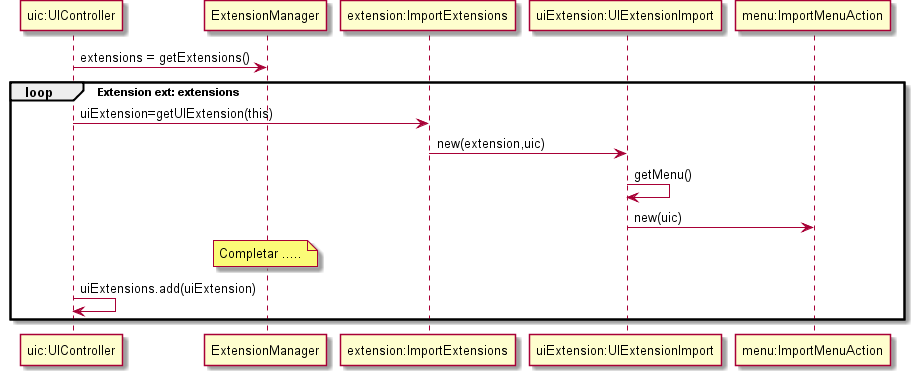 uic:UIController ExtensionManager extension:ImportExtensions uiExtension:UIExtensionImport menu:ImportMenuAction
extensions = getExtensions()
loop Extension ext: extensions
uiExtension=getUIExtension(this)
new(extension,uic)
getMenu()
new(uic)
Completar .....
uiExtensions.add(uiExtension)
uic:UIController ExtensionManager extension:ImportExtensions uiExtension:UIExtensionImport menu:ImportMenuAction